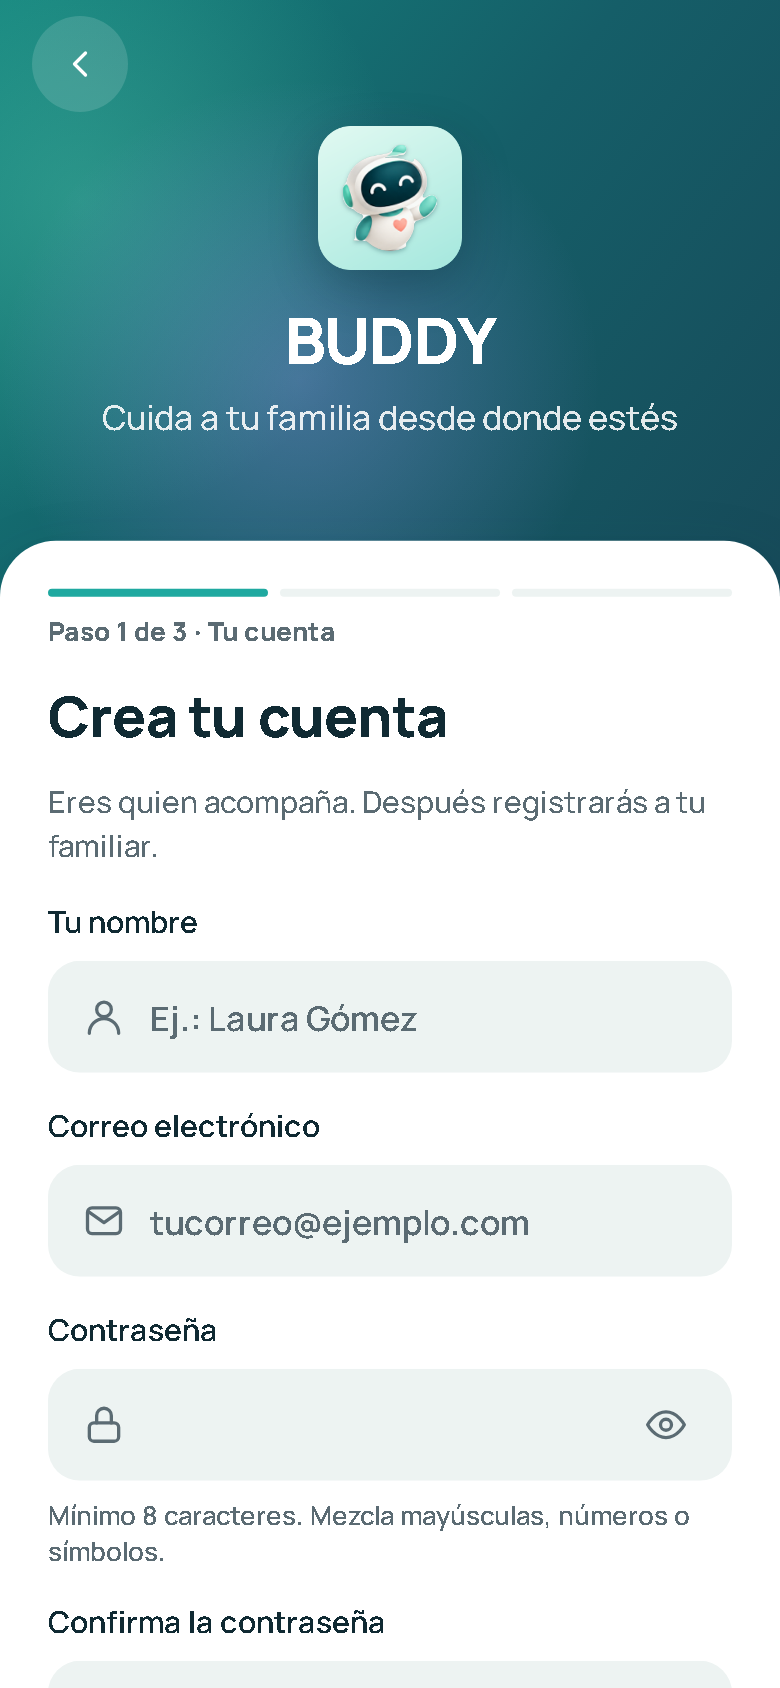 BUDDY
Cuida a tu familia desde donde estés
Paso 1 de 3 · Tu cuenta
Crea tu cuenta
Eres quien acompaña. Después registrarás a tu
familiar.
Tu nombre
Ej.: Laura Gómez
Correo electrónico
tucorreo@ejemplo.com
Contraseña
Mínimo 8 caracteres. Mezcla mayúsculas, números o
símbolos.
Confirma la contraseña